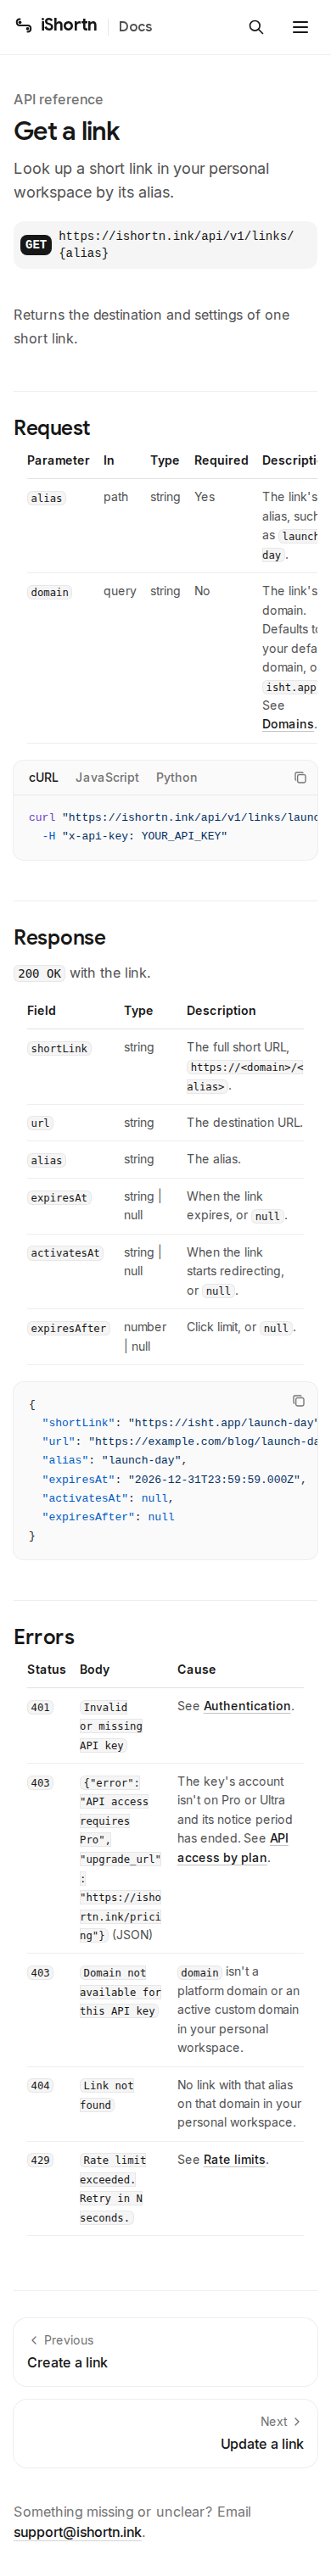 iShortn Docs
API reference
Get a link
Look up a short link in your personal
workspace by its alias.
GET https://ishortn.ink/api/v1/links/
{alias}
Returns the destination and settings of one
short link.
Request
Parameter In Type Required Descripti
alias path string Yes The link's
alias, such
as launch
day.
domain query string No The link's
domain.
Defaults t
your defa
domain, o
isht.app
See
Domains.
cURL JavaScript Python
curl "https://ishortn.ink/api/v1/links/launc
-H "x-api-key: YOUR_API_KEY"
Response
200 OK with the link.
Field Type Description
shortLink string The full short URL,
https://<domain>/<
alias>.
url string The destination URL.
alias string The alias.
expiresAt string | When the link
null expires, or null.
activatesAt string | When the link
null starts redirecting,
or null.
expiresAfter number Click limit, or null.
| null
{
"shortLink": "https://isht.app/launch-day"
"url": "https://example.com/blog/launch-da
"alias": "launch-day",
"expiresAt": "2026-12-31T23:59:59.000Z",
"activatesAt": null,
"expiresAfter": null
}
Errors
Status Body Cause
401 Invalid See Authentication.
or missing
API key
403 {"error": The key's account
"API access isn't on Pro or Ultra
requires and its notice period
Pro", has ended. See API
"upgrade_url" access by plan.
:
"https://isho
rtn.ink/prici
ng"} (JSON)
403 Domain not domain isn't a
available for platform domain or an
this API key active custom domain
in your personal
workspace.
404 Link not No link with that alias
found on that domain in your
personal workspace.
429 Rate limit See Rate limits.
exceeded.
Retry in N
seconds.
Previous
Create a link
Next
Update a link
Something missing or unclear? Email
support@ishortn.ink.